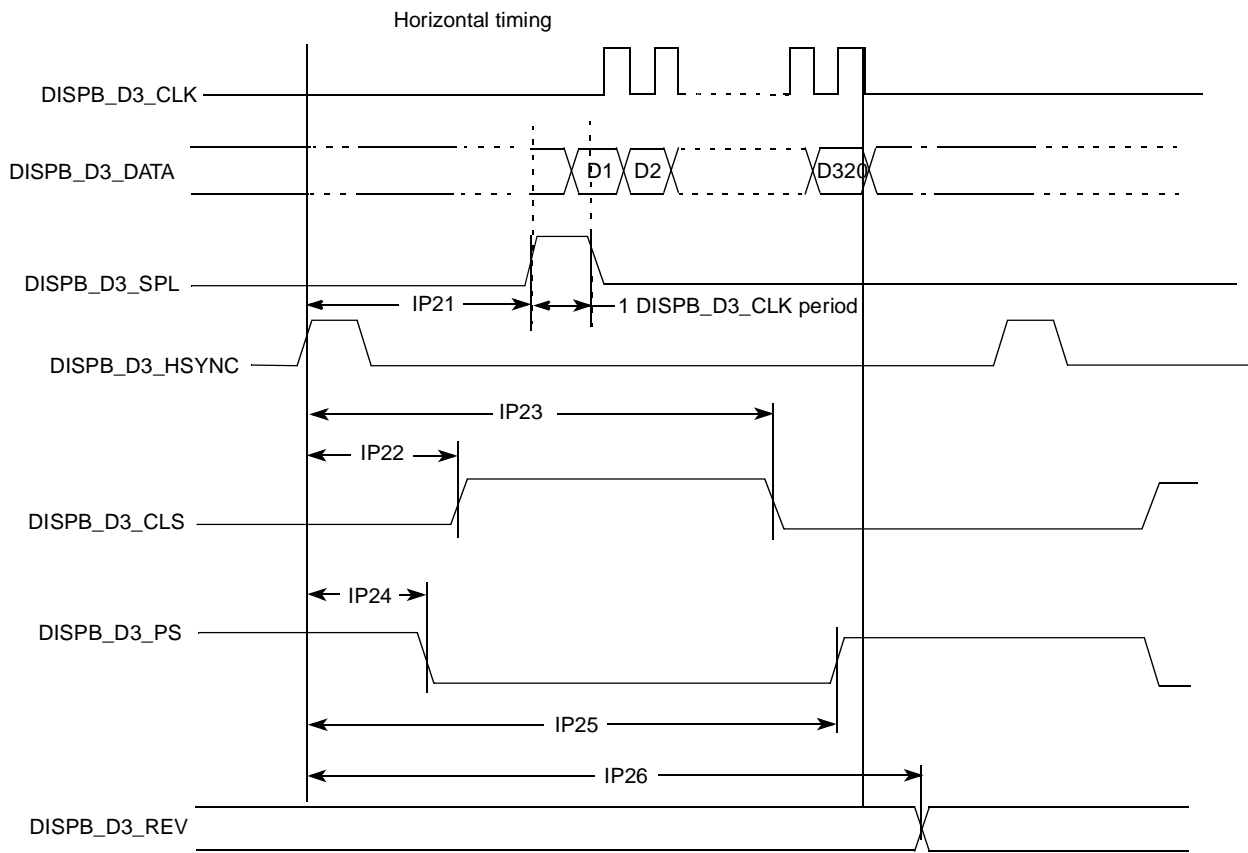 Horizontal timing
DISPB_D3_CLK
DISPB_D3_DATA
D1
D2
D320
DISPB_D3_SPL
IP21
1 DISPB_D3_CLK period
DISPB_D3_HSYNC
IP23
IP22
DISPB_D3_CLS
IP24
DISPB_D3_PS
IP25
IP26
DISPB_D3_REV